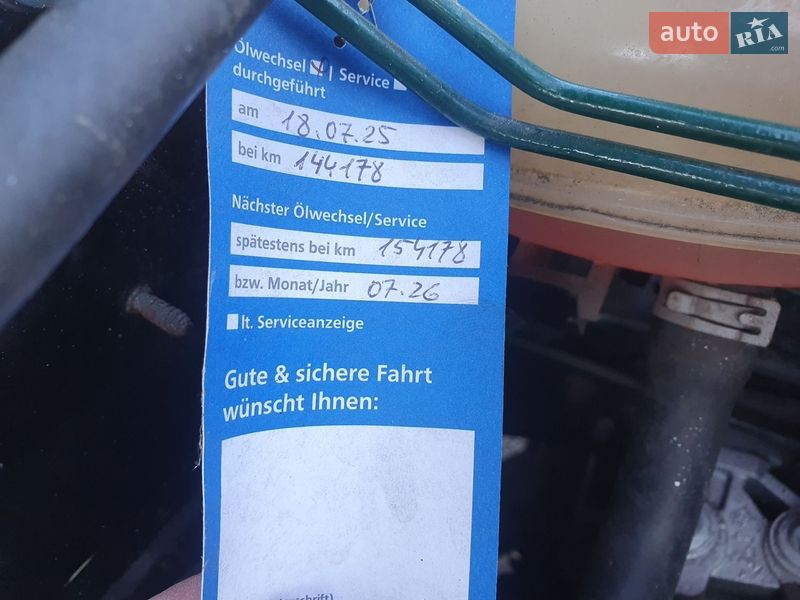 auto RIA .com
Ölwechsel | Service
durchgeführt
am 18.07.25
bei km 144178
Nächster Ölwechsel/Service
spätestens bei km 154178
bzw. Monat/Jahr 07.26
lt. Serviceanzeige
Gute & sichere Fahrt
wünscht Ihnen: